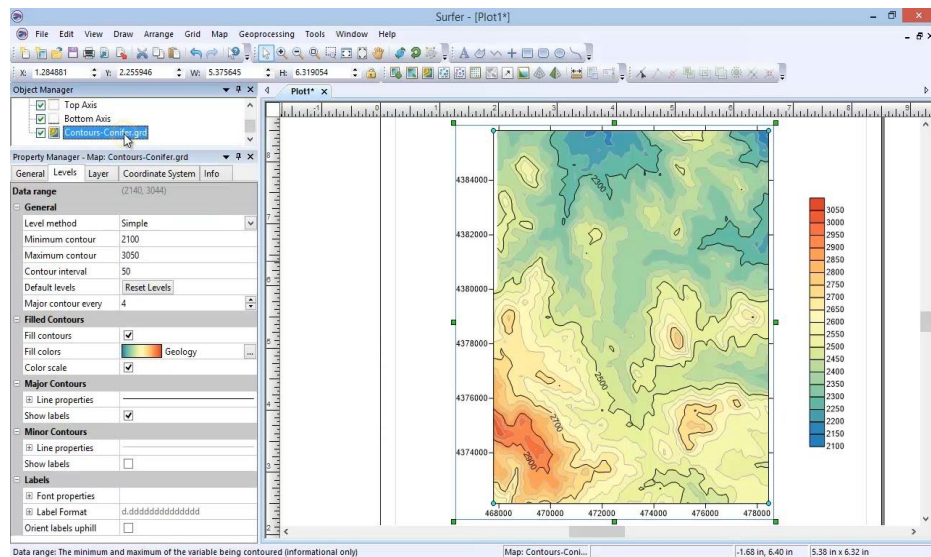 Surfer - [Plot1*]
File Edit View Draw Arrange Grid Map Geoprocessing Tools Window Help
X: 1.284881 Y: 2.255946 W: 5.375645 H: 6.319054
Object Manager
Plot1*
Top Axis
Bottom Axis
Contours-Conifer.grd
Property Manager - Map: Contours-Conifer.grd
General Levels Layer Coordinate System Info
Data range (2140, 3044)
General
Level method Simple
Minimum contour 2100
Maximum contour 3050
Contour interval 50
Default levels Reset Levels
Major contour every 4
Filled Contours
Fill contours
Fill colors Geology ...
Color scale
Major Contours
Line properties
Show labels
Minor Contours
Line properties
Show labels
Labels
Font properties
Label Format d.dddddddddddddd
Orient labels uphill
4384000
4382000
4380000
4378000
4376000
4374000
468000 470000 472000 474000 476000 478000
2300
2500
2700
2900
3050
3000
2950
2900
2850
2800
2750
2700
2650
2600
2550
2500
2450
2400
2350
2300
2250
2200
2150
2100
Data range: The minimum and maximum of the variable being contoured (informational only)
Map: Contours-Coni...
-1.68 in, 6.40 in
5.38 in x 6.32 in